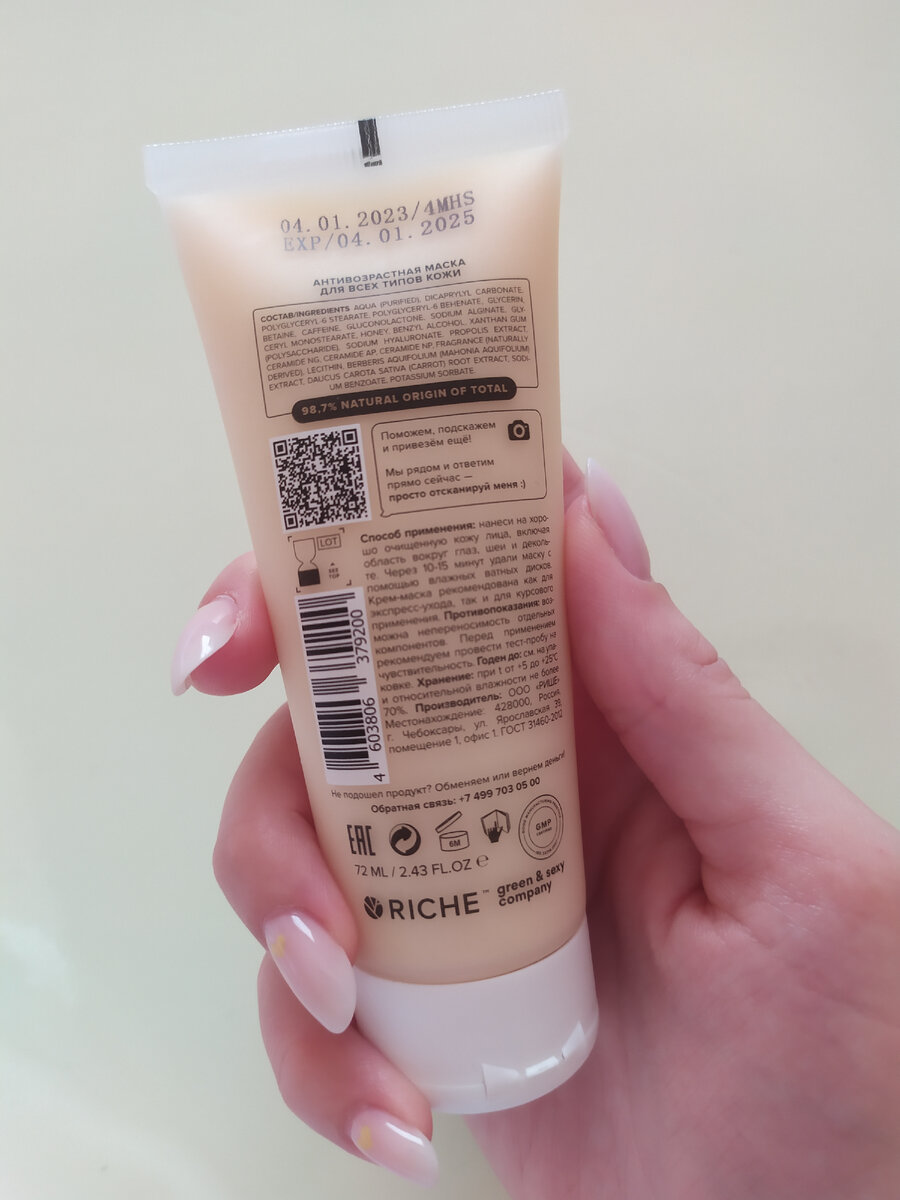 04.01.2023/4MHS
EXP/04.01.2025
АНТИВОЗРАСТНАЯ МАСКА
ДЛЯ ВСЕХ ТИПОВ КОЖИ
СОСТАВ/INGREDIENTS AQUA (PURIFIED), DICAPRYLYL CARBONATE,
POLYGLYCERYL-6 STEARATE, POLYGLYCERYL-6 BEHENATE, GLYCERIN,
BETAINE, CAFFEINE, GLUCONOLACTONE, SODIUM ALGINATE, GLY-
CERYL MONOSTEARATE, HONEY, BENZYL ALCOHOL, XANTHAN GUM
(POLYSACCHARIDE), SODIUM HYALURONATE, PROPOLIS EXTRACT,
CERAMIDE NG, CERAMIDE AP, CERAMIDE NP, FRAGRANCE (NATURALLY
DERIVED), LECITHIN, BERBERIS AQUIFOLIUM (MAHONIA AQUIFOLIUM)
EXTRACT, DAUCUS CAROTA SATIVA (CARROT) ROOT EXTRACT, SODI-
UM BENZOATE, POTASSIUM SORBATE.
98,7% NATURAL ORIGIN OF TOTAL
Поможем, подскажем
и привезём ещё!
Мы рядом и ответим
прямо сейчас —
просто отсканируй меня :)
LOT
SEE
TOP
Способ применения: нанеси на хоро-
шо очищенную кожу лица, включая
область вокруг глаз, шеи и деколь-
те. Через 10-15 минут удали маску с
помощью влажных ватных дисков.
Крем-маска рекомендована как для
экспресс-ухода, так и для курсового
применения. Противопоказания: воз-
можна непереносимость отдельных
компонентов. Перед применением
рекомендуем провести тест-пробу на
чувствительность. Годен до: см. на упа-
ковке. Хранение: при t от +5 до +25°C
и относительной влажности не более
70%. Производитель: ООО «РИШЕ»
Местонахождение: 428000, Россия,
г. Чебоксары, ул. Ярославская 39,
помещение 1, офис 1. ГОСТ 31460-2012
4 603806 379200
Не подошел продукт? Обменяем или вернем деньги!
Обратная связь: +7 499 703 05 00
EAC
6M
GMP
72 ML / 2.43 FL.OZ ℮
RICHE™
green & sexy
company